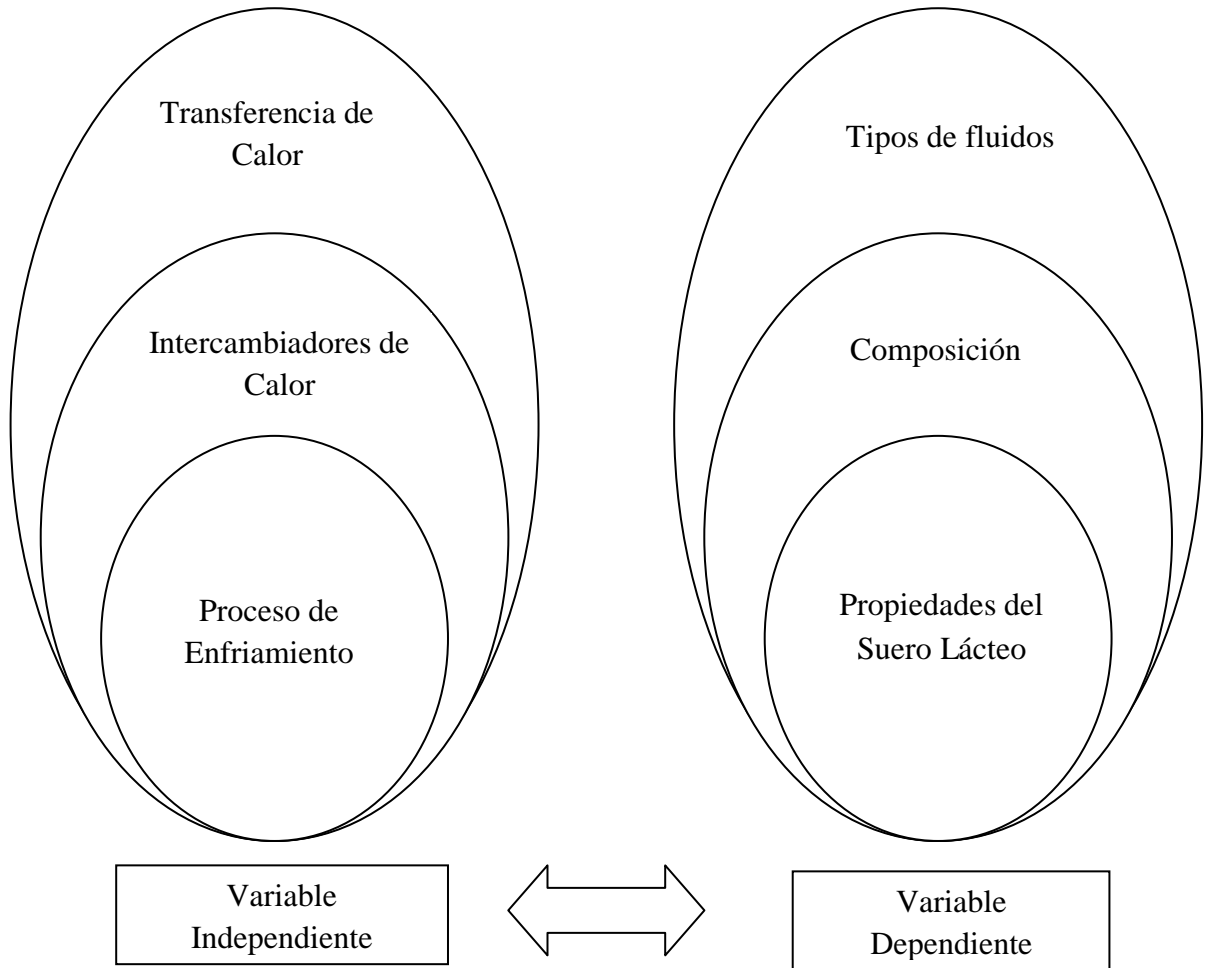 Transferencia de
Calor
Intercambiadores de
Calor
Proceso de
Enfriamiento
Variable
Independiente
Tipos de fluidos
Composición
Propiedades del
Suero Lácteo
Variable
Dependiente